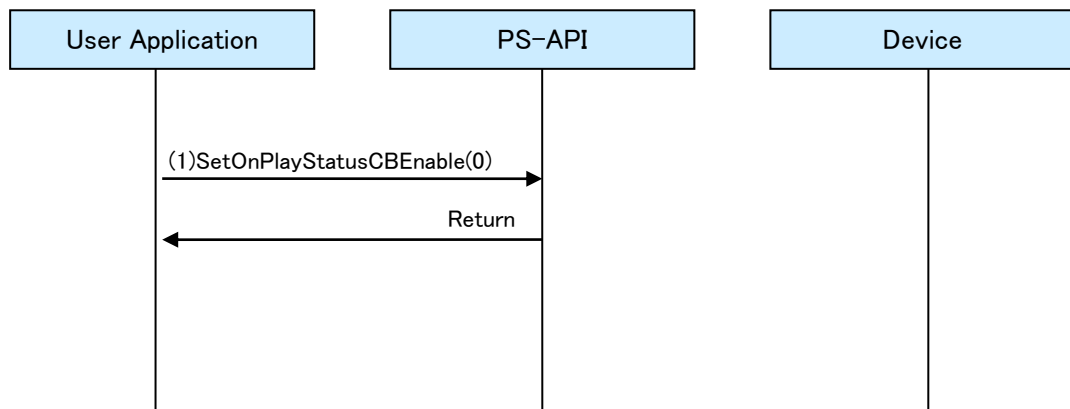 User Application
PS-API
Device
(1)SetOnPlayStatusCBEnable(0)
Return